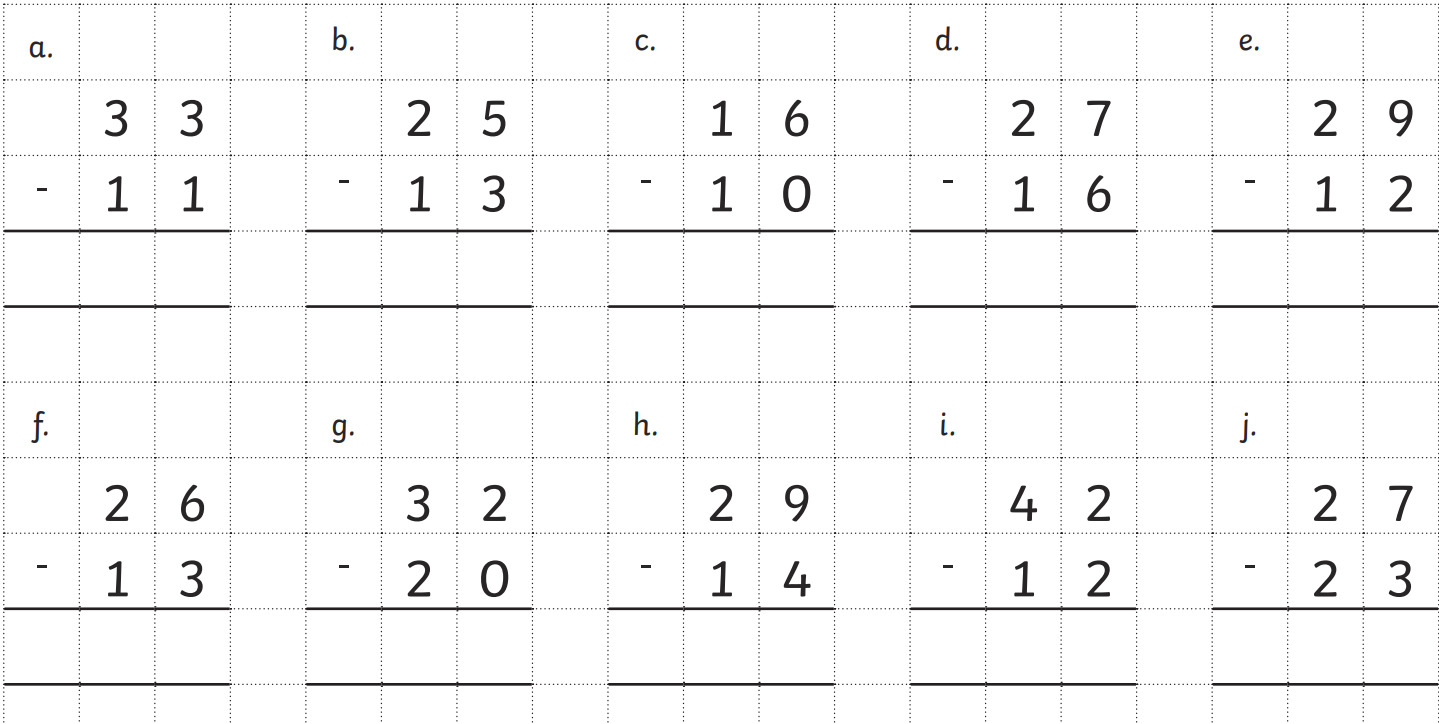 a. b. c. d. e.
3 3 2 5 1 6 2 7 2 9
- 1 1 - 1 3 - 1 0 - 1 6 - 1 2
f. g. h. i. j.
2 6 3 2 2 9 4 2 2 7
- 1 3 - 2 0 - 1 4 - 1 2 - 2 3